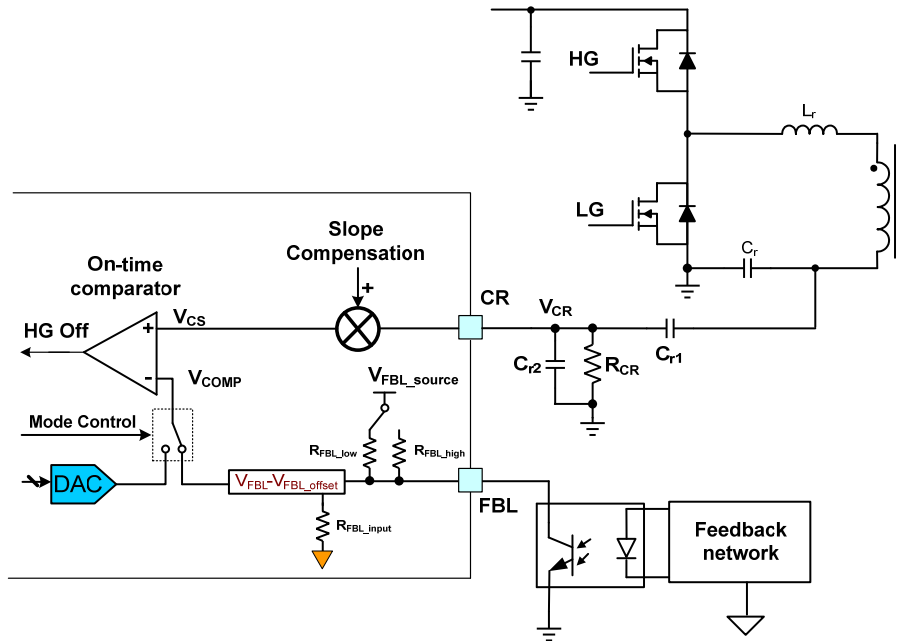 HG
Lr
LG
Cr
Slope
Compensation
+
On-time
comparator
CR
VCR
HG Off
+
VCS
-
VCOMP
Cr2
RCR
Cr1
VFBL_source
Mode Control
RFBL_low
RFBL_high
DAC
VFBL-VFBL_offset
FBL
RFBL_input
Feedback
network